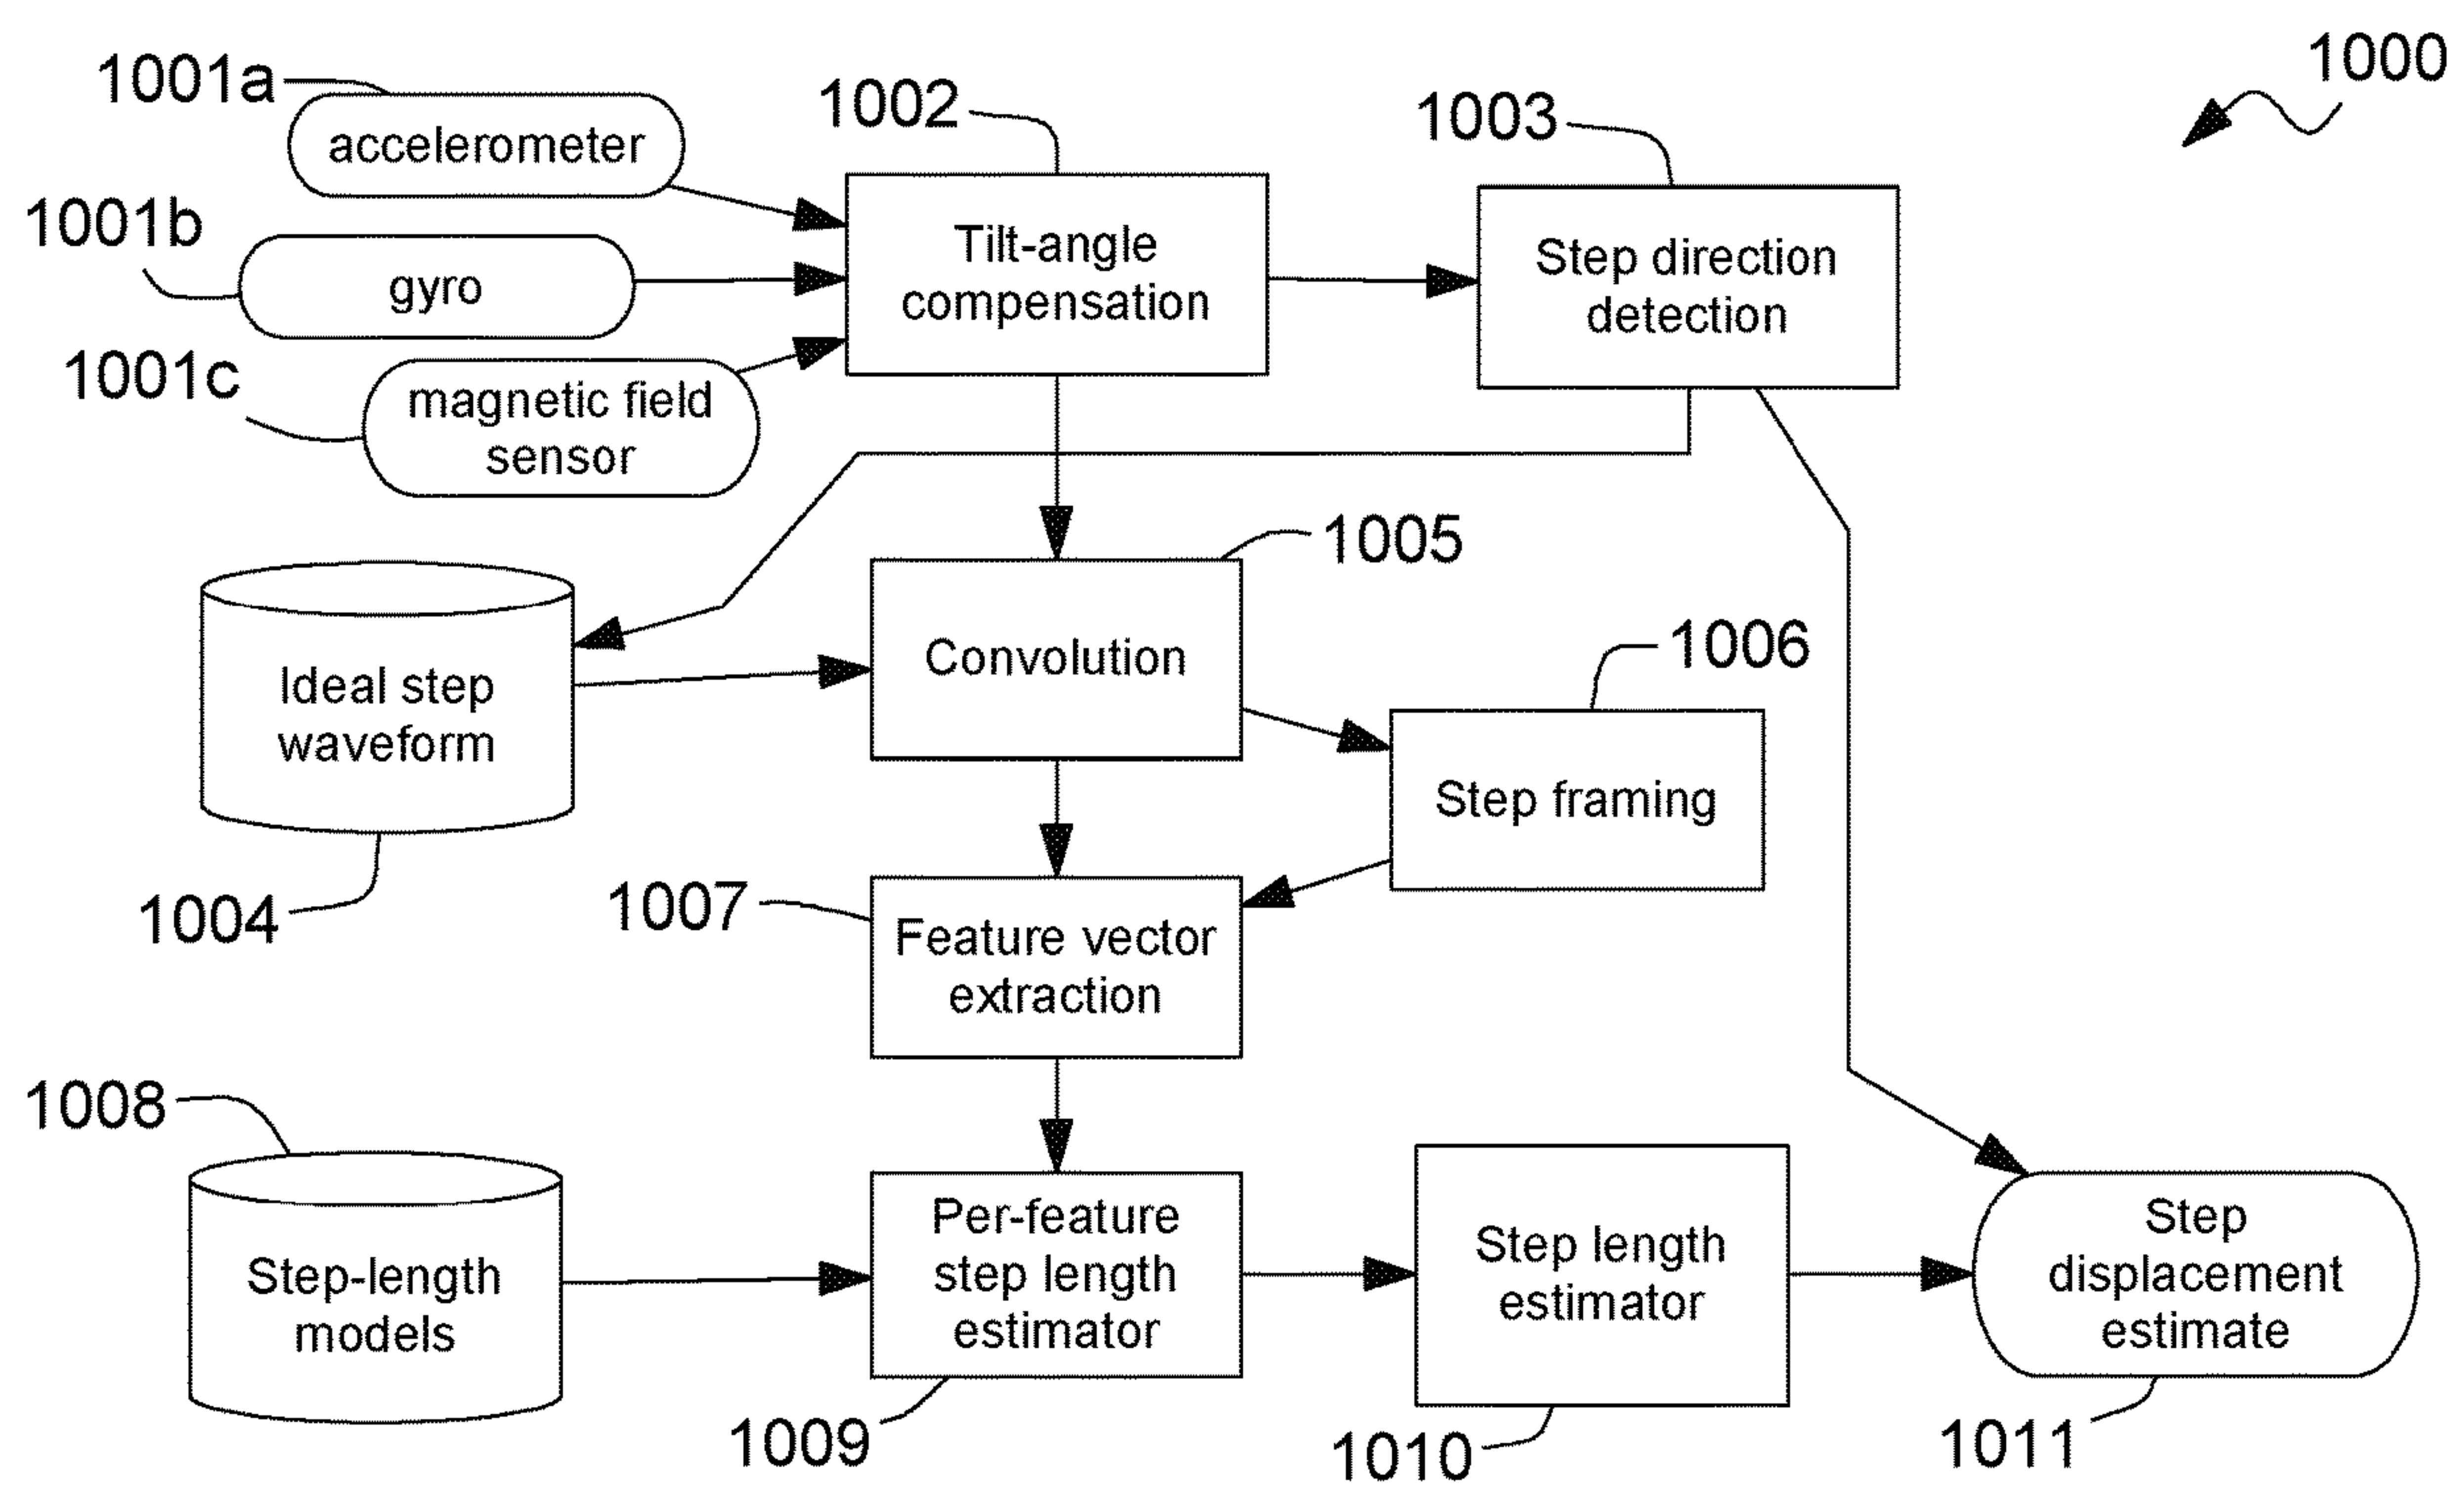 1000
1001a
accelerometer
1002
1003
1001b
gyro
Tilt-angle
compensation
Step direction
detection
1001c
magnetic field
sensor
1005
Ideal step
waveform
Convolution
1006
Step framing
1004
1007
Feature vector
extraction
1008
Step-length
models
Per-feature
step length
estimator
Step length
estimator
Step
displacement
estimate
1009
1010
1011